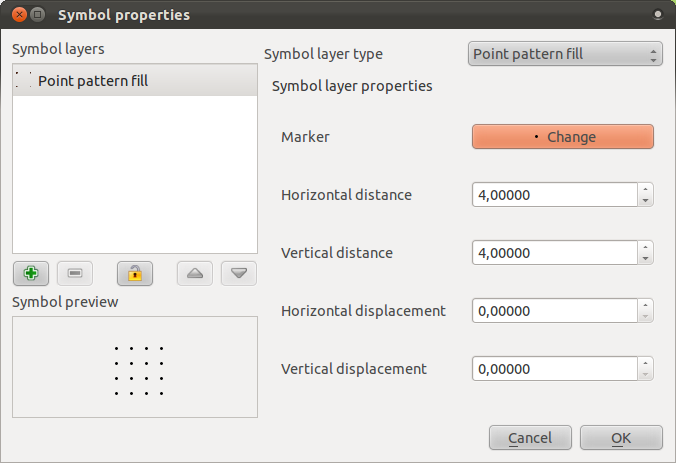 Symbol properties
Symbol layers
Point pattern fill
Symbol preview
Symbol layer type
Point pattern fill
Symbol layer properties
Marker
Change
Horizontal distance
4,00000
Vertical distance
4,00000
Horizontal displacement
0,00000
Vertical displacement
0,00000
Cancel
OK